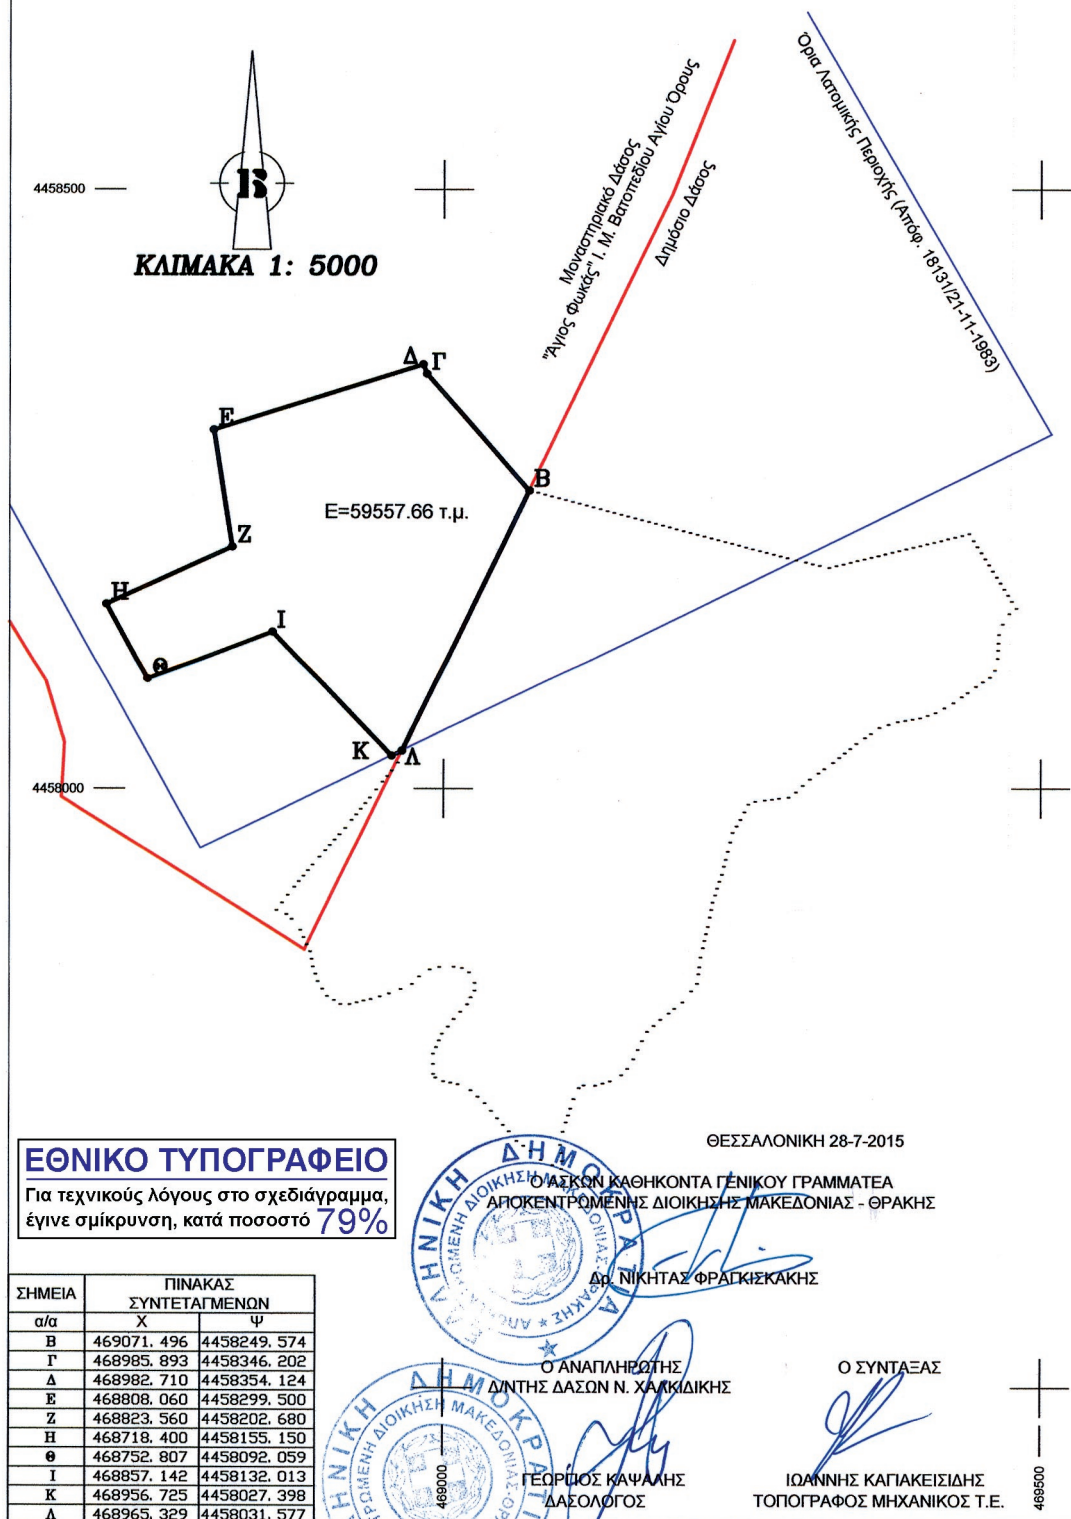 Όρια Λατομικής Περιοχής (Απόφ. 18131/21-11-1983)
Μοναστηριακό Δάσος
"Άγιος Φωκάς" Ι. Μ. Βατοπεδίου Αγίου Όρους
Δημόσιο Δάσος
4458500
Β
ΚΛΙΜΑΚΑ 1: 5000
Δ
Γ
Ε
Β
Ε=59557.66 τ.μ.
Ζ
Η
Ι
Θ
Κ
Λ
4458000
ΕΘΝΙΚΟ ΤΥΠΟΓΡΑΦΕΙΟ
Για τεχνικούς λόγους στο σχεδιάγραμμα,
έγινε σμίκρυνση, κατά ποσοστό 79%
ΘΕΣΣΑΛΟΝΙΚΗ 28-7-2015
Ο ΑΣΚΩΝ ΚΑΘΗΚΟΝΤΑ ΓΕΝΙΚΟΥ ΓΡΑΜΜΑΤΕΑ
ΑΠΟΚΕΝΤΡΩΜΕΝΗΣ ΔΙΟΙΚΗΣΗΣ ΜΑΚΕΔΟΝΙΑΣ - ΘΡΑΚΗΣ
Δρ. ΝΙΚΗΤΑΣ ΦΡΑΓΚΙΣΚΑΚΗΣ
ΕΛΛΗΝΙΚΗ ΔΗΜΟΚΡΑΤΙΑ
ΣΗΜΕΙΑ ΠΙΝΑΚΑΣ
ΣΥΝΤΕΤΑΓΜΕΝΩΝ
α/α Χ Ψ
Β 469071.496 4458249.574
Γ 468985.893 4458346.202
Δ 468982.710 4458354.124
Ε 468808.060 4458299.500
Ζ 468823.560 4458202.680
Η 468718.400 4458155.150
Θ 468752.807 4458092.059
Ι 468857.142 4458132.013
Κ 468956.725 4458027.398
Λ 468965.329 4458031.577
Ο ΑΝΑΠΛΗΡΩΤΗΣ
Δ/ΝΤΗΣ ΔΑΣΩΝ Ν. ΧΑΛΚΙΔΙΚΗΣ
ΓΕΩΡΓΙΟΣ ΚΑΨΑΛΗΣ
ΔΑΣΟΛΟΓΟΣ
Ο ΣΥΝΤΑΞΑΣ
ΙΩΑΝΝΗΣ ΚΑΓΙΑΚΕΙΣΙΔΗΣ
ΤΟΠΟΓΡΑΦΟΣ ΜΗΧΑΝΙΚΟΣ Τ.Ε.
469000
469500